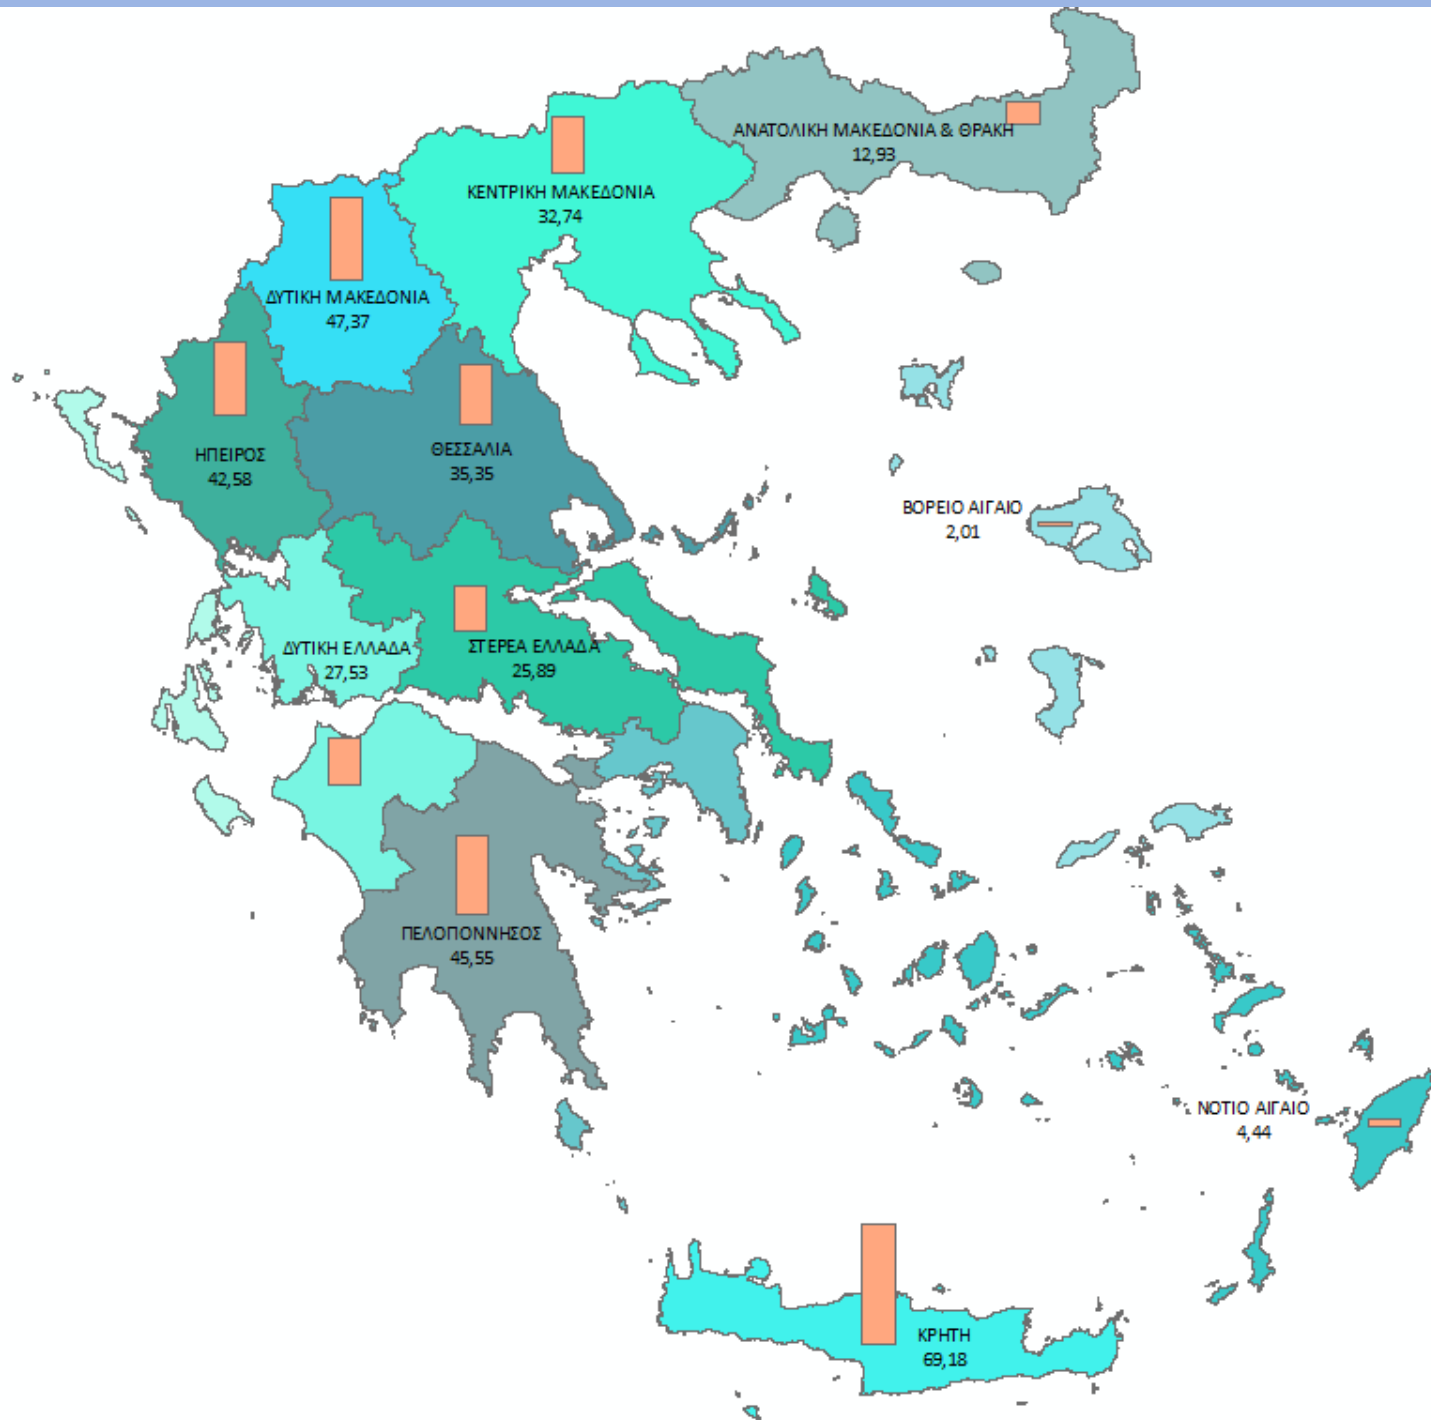 ΑΝΑΤΟΛΙΚΗ ΜΑΚΕΔΟΝΙΑ & ΘΡΑΚΗ
12,93
ΚΕΝΤΡΙΚΗ ΜΑΚΕΔΟΝΙΑ
32,74
ΔΥΤΙΚΗ ΜΑΚΕΔΟΝΙΑ
47,37
ΗΠΕΙΡΟΣ
42,58
ΘΕΣΣΑΛΙΑ
35,35
ΒΟΡΕΙΟ ΑΙΓΑΙΟ
2,01
ΔΥΤΙΚΗ ΕΛΛΑΔΑ
27,53
ΣΤΕΡΕΑ ΕΛΛΑΔΑ
25,89
ΠΕΛΟΠΟΝΝΗΣΟΣ
45,55
ΝΟΤΙΟ ΑΙΓΑΙΟ
4,44
ΚΡΗΤΗ
69,18